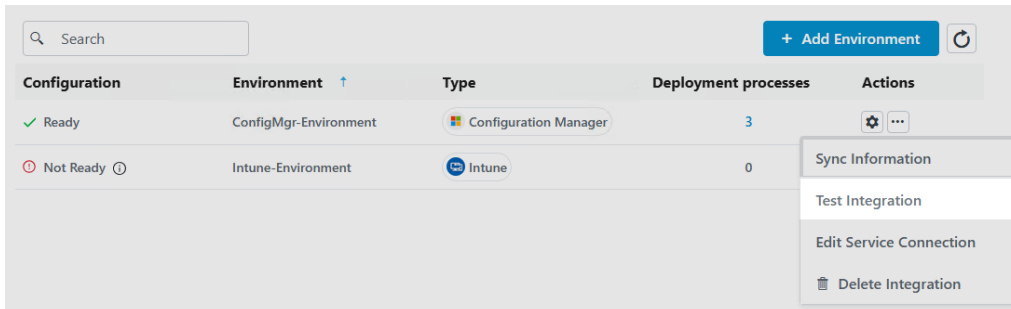 Search
+ Add Environment
Configuration Environment ↑ Type Deployment processes Actions
Ready ConfigMgr-Environment Configuration Manager 3
Not Ready Intune-Environment Intune 0
Sync Information
Test Integration
Edit Service Connection
Delete Integration